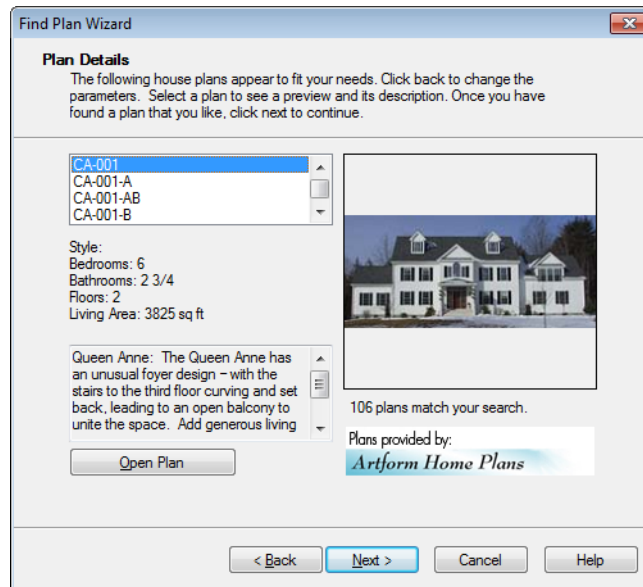 Find Plan Wizard
Plan Details
The following house plans appear to fit your needs. Click back to change the
parameters. Select a plan to see a preview and its description. Once you have
found a plan that you like, click next to continue.
CA-001
CA-001-A
CA-001-AB
CA-001-B
Style:
Bedrooms: 6
Bathrooms: 2 3/4
Floors: 2
Living Area: 3825 sq ft
Queen Anne: The Queen Anne has
an unusual foyer design – with the
stairs to the third floor curving and set
back, leading to an open balcony to
unite the space. Add generous living
Open Plan
106 plans match your search.
Plans provided by:
Artform Home Plans
< Back
Next >
Cancel
Help